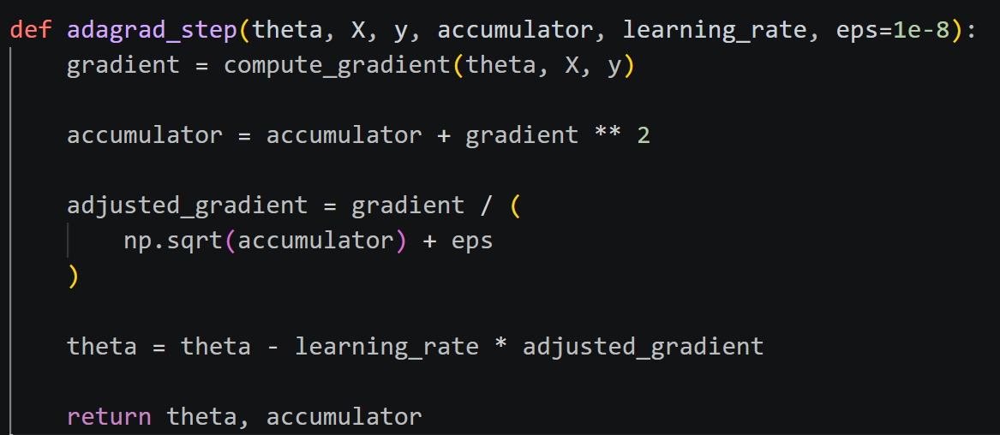 def adagrad_step(theta, X, y, accumulator, learning_rate, eps=1e-8):
    gradient = compute_gradient(theta, X, y)
    accumulator = accumulator + gradient ** 2
    adjusted_gradient = gradient / (
        np.sqrt(accumulator) + eps
    )
    theta = theta - learning_rate * adjusted_gradient
    return theta, accumulator